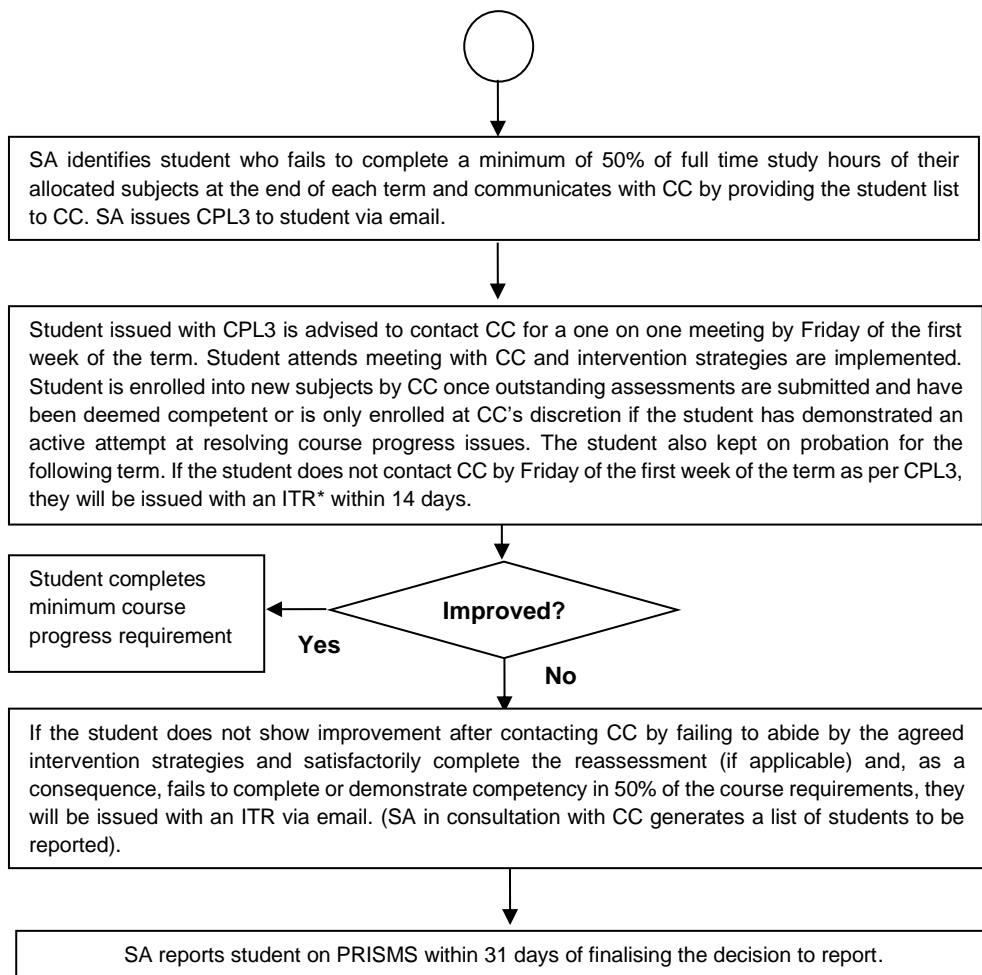 SA identifies student who fails to complete a minimum of 50% of full time study hours of their
allocated subjects at the end of each term and communicates with CC by providing the student list
to CC. SA issues CPL3 to student via email.
Student issued with CPL3 is advised to contact CC for a one on one meeting by Friday of the first
week of the term. Student attends meeting with CC and intervention strategies are implemented.
Student is enrolled into new subjects by CC once outstanding assessments are submitted and have
been deemed competent or is only enrolled at CC’s discretion if the student has demonstrated an
active attempt at resolving course progress issues. The student also kept on probation for the
following term. If the student does not contact CC by Friday of the first week of the term as per CPL3,
they will be issued with an ITR* within 14 days.
Student completes
minimum course
progress requirement
Improved?
Yes
No
If the student does not show improvement after contacting CC by failing to abide by the agreed
intervention strategies and satisfactorily complete the reassessment (if applicable) and, as a
consequence, fails to complete or demonstrate competency in 50% of the course requirements, they
will be issued with an ITR via email. (SA in consultation with CC generates a list of students to be
reported).
SA reports student on PRISMS within 31 days of finalising the decision to report.